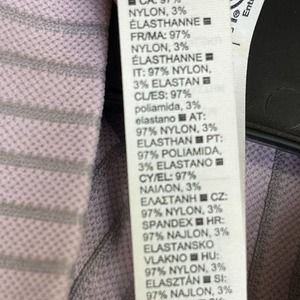 ■ CA: 97%
NYLON, 3%
ÉLASTHANNE ■
FR/MA: 97%
NYLON, 3%
ÉLASTHANNE ■
IT: 97% NYLON,
3% ELASTAN ■
CL/ES: 97%
poliamida, 3%
elastano ■ AT:
97% NYLON, 3%
ELASTHAN ■ PT:
97% POLIAMIDA,
3% ELASTANO ■
CY/EL: 97%
ΝΑΪΛΟΝ, 3%
ΕΛΑΣΤΑΝΗ ■ CZ:
97% NYLON, 3%
SPANDEX ■ HR:
97% NAJLON, 3%
ELASTANSKO
VLAKNO ■ HU:
97% NYLON, 3%
ELASZTÁN ■ SI:
97% NAJLON, 3%